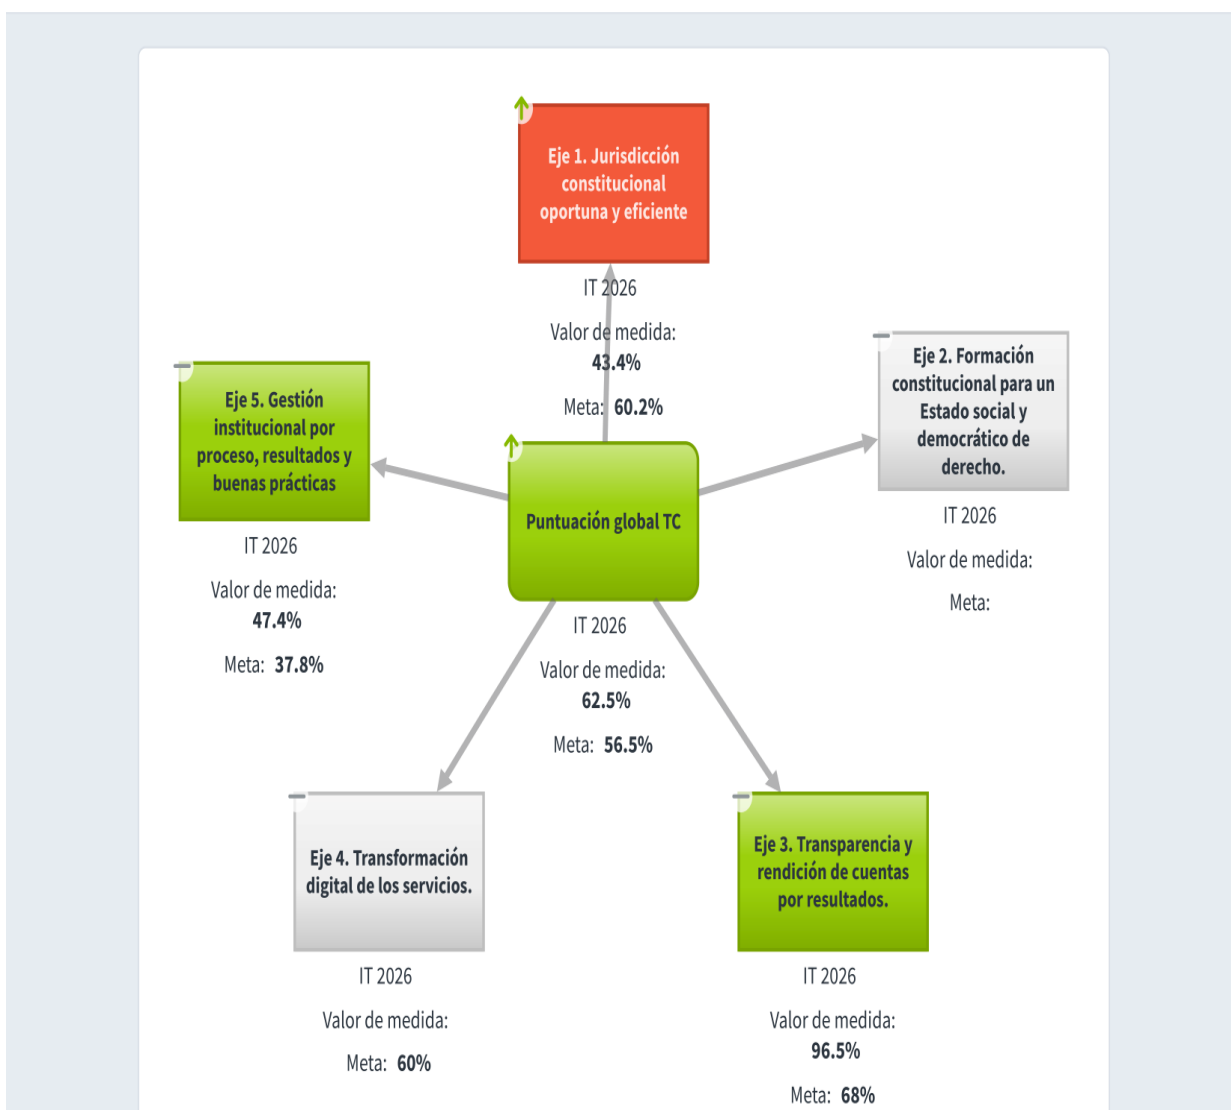 Eje 1. Jurisdicción
constitucional
oportuna y eficiente
IT 2026
Valor de medida:
43.4%
Meta: 60.2%
Eje 2. Formación
constitucional para un
Estado social y
democrático de
derecho.
IT 2026
Valor de medida:
Meta:
Eje 5. Gestión
institucional por
proceso, resultados y
buenas prácticas
IT 2026
Valor de medida:
47.4%
Meta: 37.8%
Puntuación global TC
IT 2026
Valor de medida:
62.5%
Meta: 56.5%
Eje 4. Transformación
digital de los servicios.
IT 2026
Valor de medida:
Meta: 60%
Eje 3. Transparencia y
rendición de cuentas
por resultados.
IT 2026
Valor de medida:
96.5%
Meta: 68%